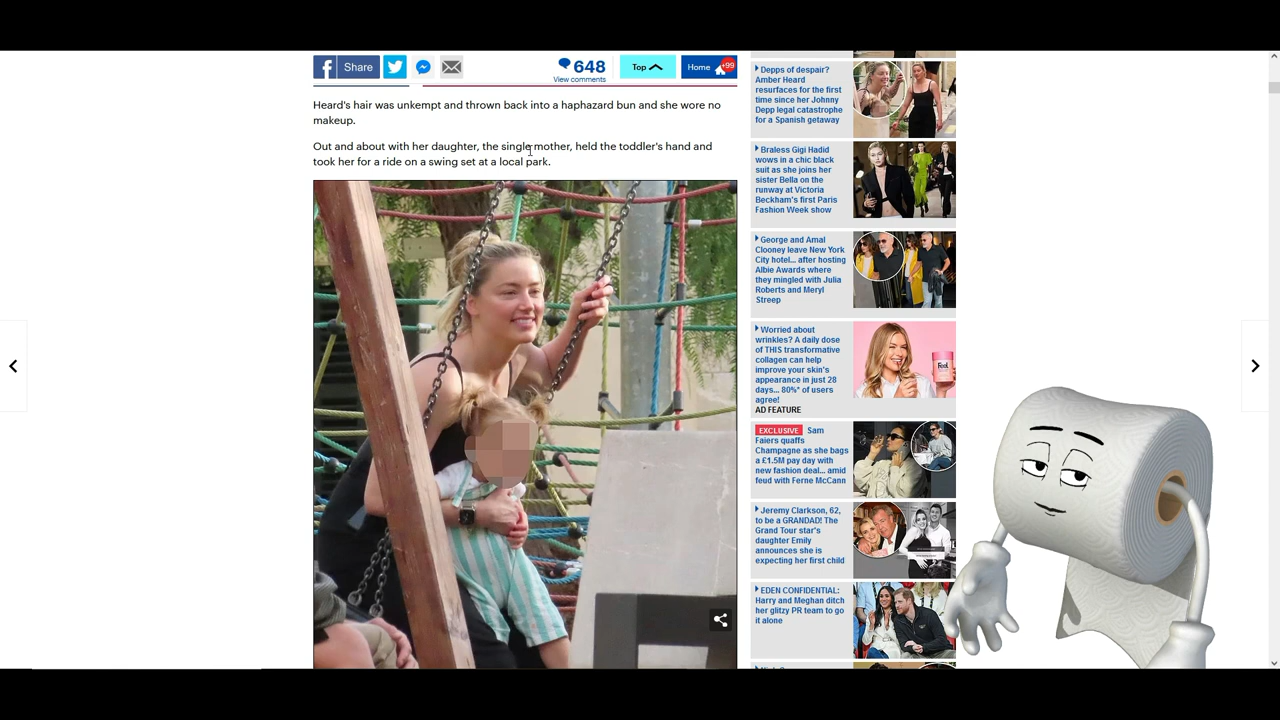 Share
648
View comments
Top
Home
+99
Heard's hair was unkempt and thrown back into a haphazard bun and she wore no
makeup.
Out and about with her daughter, the single mother, held the toddler's hand and
took her for a ride on a swing set at a local park.
Depps of despair?
Amber Heard
resurfaces for the first
time since her Johnny
Depp legal catastrophe
for a Spanish getaway
Braless Gigi Hadid
wows in a chic black
suit as she joins her
sister Bella on the
runway at Victoria
Beckham's first Paris
Fashion Week show
George and Amal
Clooney leave New York
City hotel... after hosting
Albie Awards where
they mingled with Julia
Roberts and Meryl
Streep
Worried about
wrinkles? A daily dose
of THIS transformative
collagen can help
improve your skin's
appearance in just 28
days... 80%* of users
agree!
AD FEATURE
Feel
EXCLUSIVE Sam
Faiers quaffs
Champagne as she bags
a £1.5M pay day with
new fashion deal... amid
feud with Ferne McCann
Jeremy Clarkson, 62,
to be a GRANDAD! The
Grand Tour star's
daughter Emily
announces she is
expecting her first child
EDEN CONFIDENTIAL:
Harry and Meghan ditch
her glitzy PR team to go
it alone